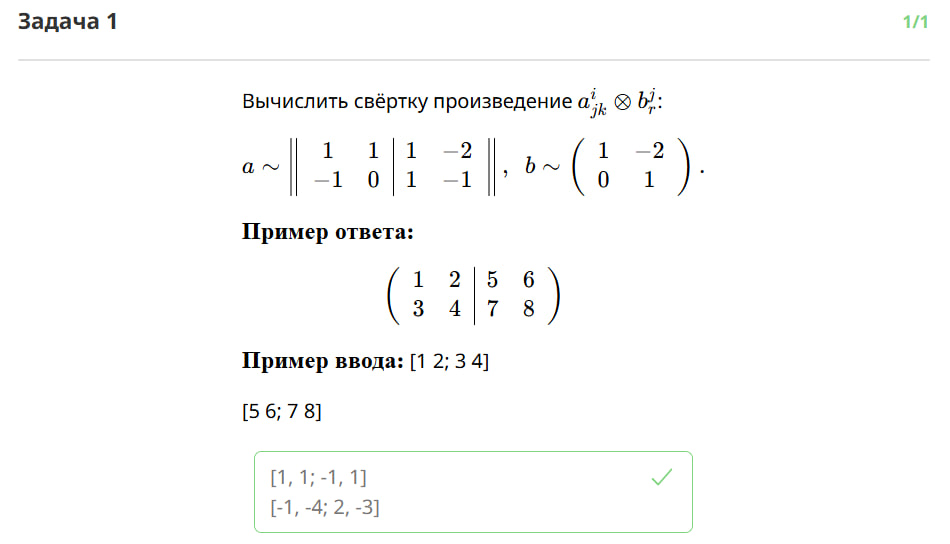 Задача 1
1/1
Вычислить свёртку произведение a^i_{jk} ⊗ b^j_r:
a ∼ ‖ 1 1 | 1 −2 ‖ , b ∼ ( 1 −2 ) .
−1 0 | 1 −1     0 1
Пример ответа:
( 1 2 | 5 6 )
3 4 | 7 8
Пример ввода: [1 2; 3 4]
[5 6; 7 8]
[1, 1; -1, 1]
[-1, -4; 2, -3]